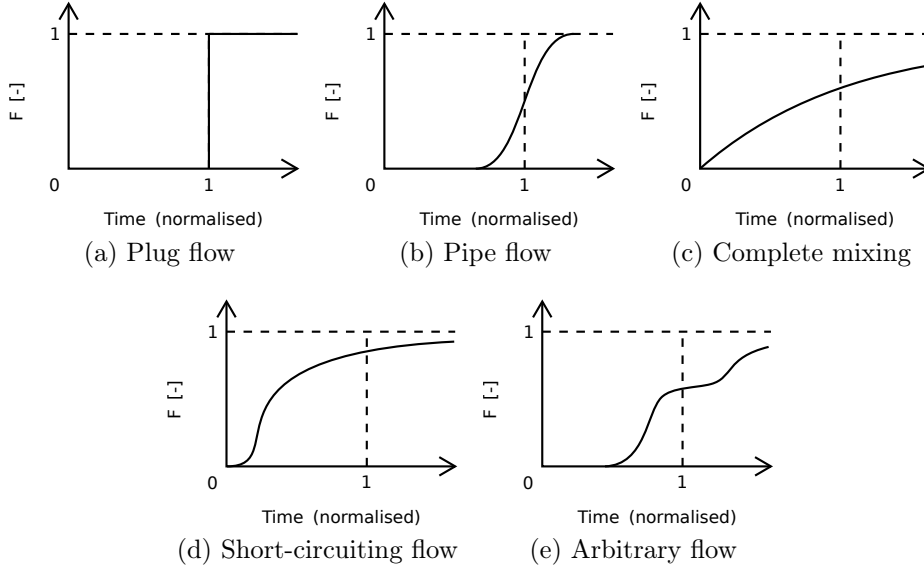 1
F [-]
0
1
Time (normalised)
(a) Plug flow
1
F [-]
0
1
Time (normalised)
(b) Pipe flow
1
F [-]
0
1
Time (normalised)
(c) Complete mixing
1
F [-]
0
1
Time (normalised)
(d) Short-circuiting flow
1
F [-]
0
1
Time (normalised)
(e) Arbitrary flow